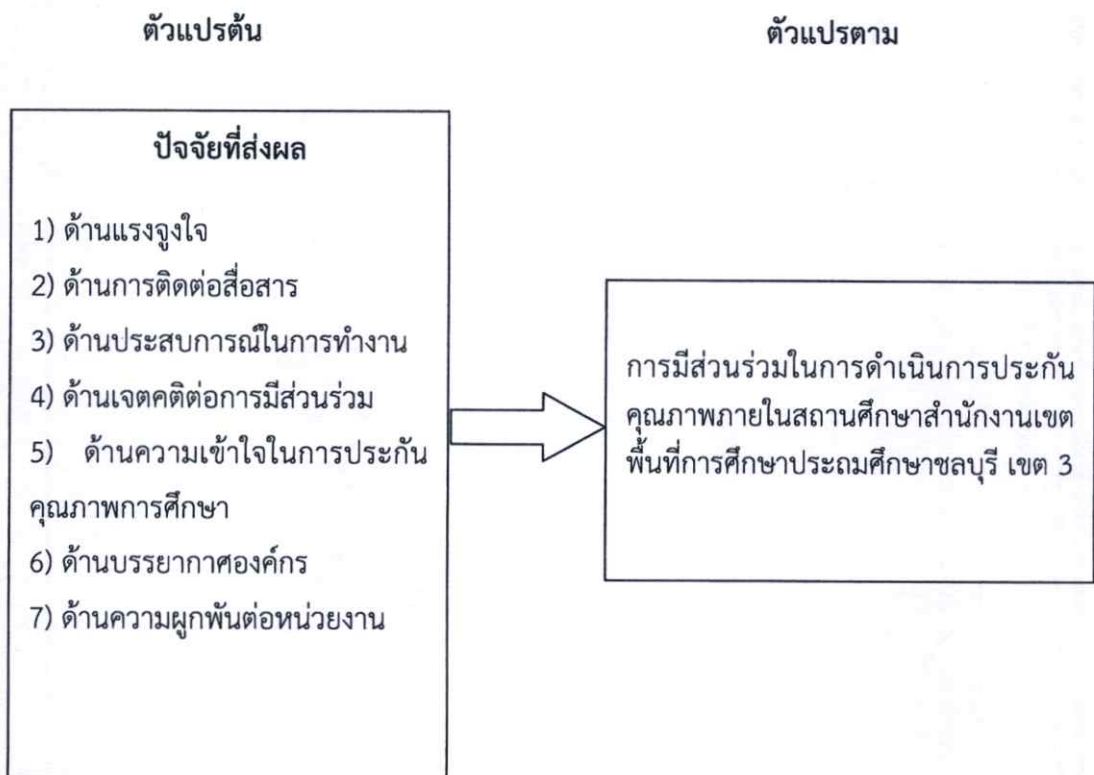 ตัวแปรต้น
ตัวแปรตาม
ปัจจัยที่ส่งผล
1) ด้านแรงจูงใจ
2) ด้านการติดต่อสื่อสาร
3) ด้านประสบการณ์ในการทำงาน
4) ด้านเจตคติต่อการมีส่วนร่วม
5) ด้านความเข้าใจในการประกัน
คุณภาพการศึกษา
6) ด้านบรรยากาศองค์กร
7) ด้านความผูกพันต่อหน่วยงาน
การมีส่วนร่วมในการดำเนินการประกัน
คุณภาพภายในสถานศึกษาสำนักงานเขต
พื้นที่การศึกษาประถมศึกษาชลบุรี เขต 3